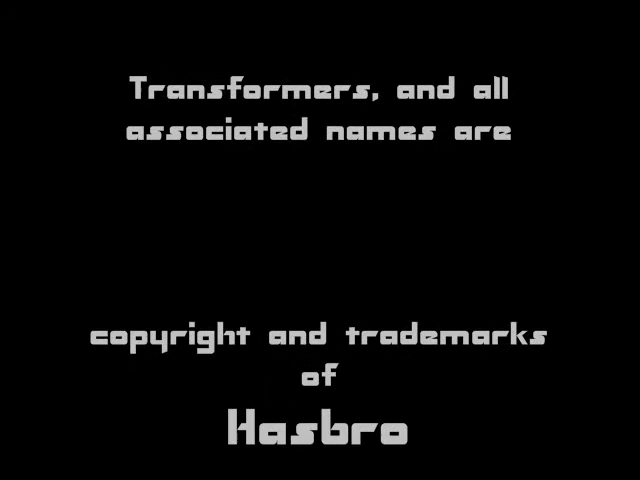 Transformers, and all
associated names are
copyright and trademarks
of
Hasbro